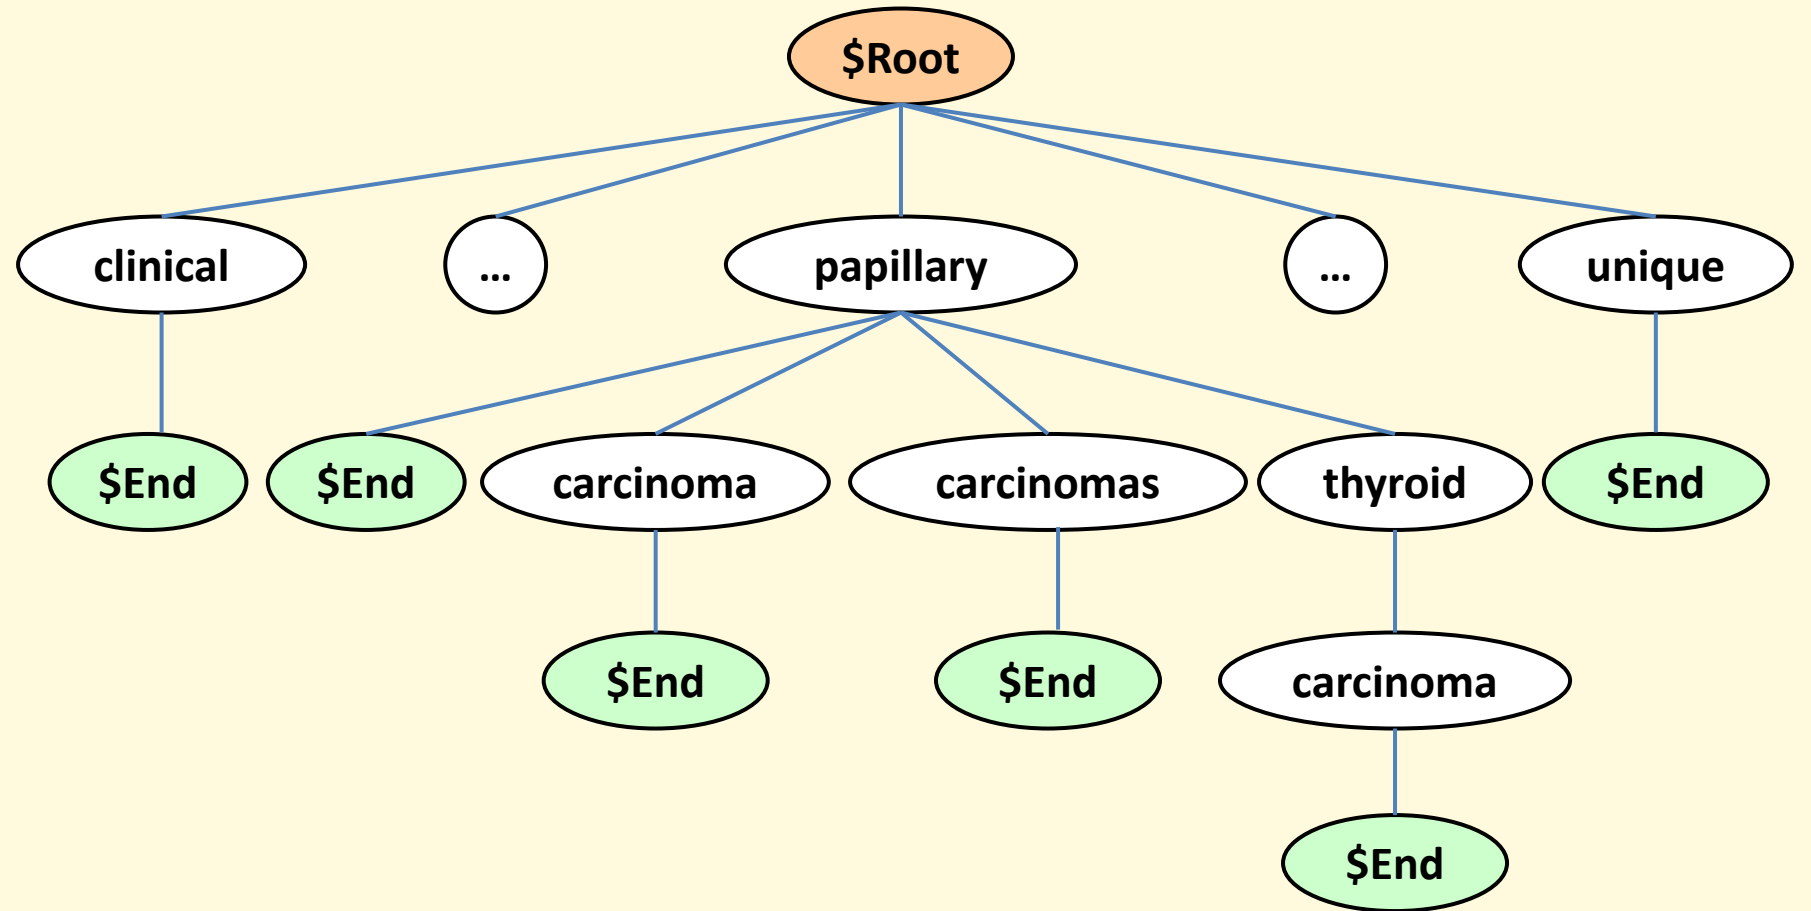 $Root
clinical
...
papillary
...
unique
$End
$End
carcinoma
carcinomas
thyroid
$End
$End
$End
carcinoma
$End